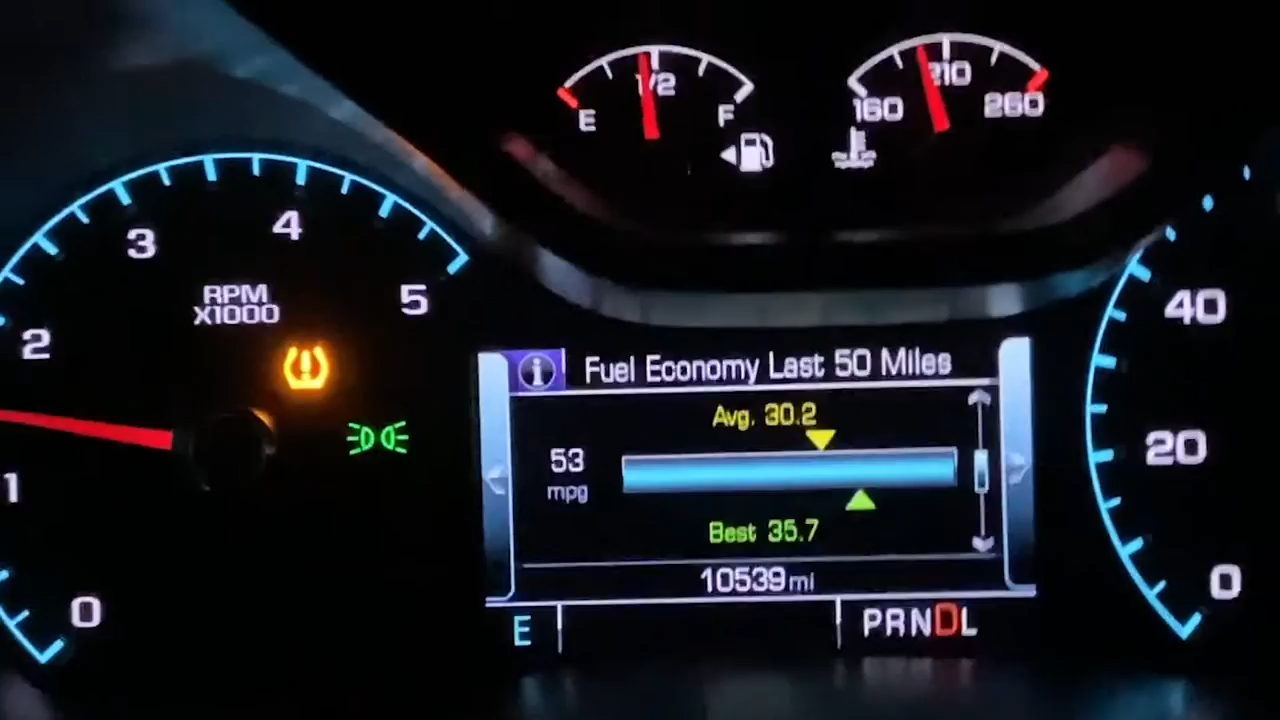 E 1/2 F
160 210 260
0 1 2 3 4 5
RPM
X1000
Fuel Economy Last 50 Miles
Avg. 30.2
53
mpg
Best 35.7
10539 mi
E
PRNDL
40
20
0